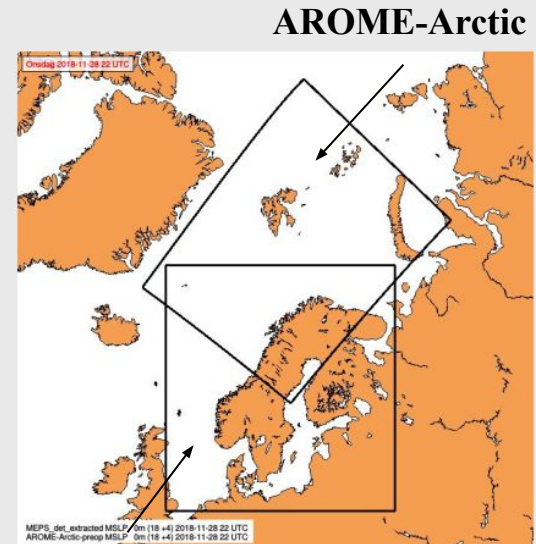 AROME-Arctic
Onsdag 2018-11-28 22 UTC
MEPS_det_extracted MSLP 0m (18 +4) 2018-11-28 22 UTC
AROME-Arctic-preop MSLP 0m (18 +4) 2018-11-28 22 UTC